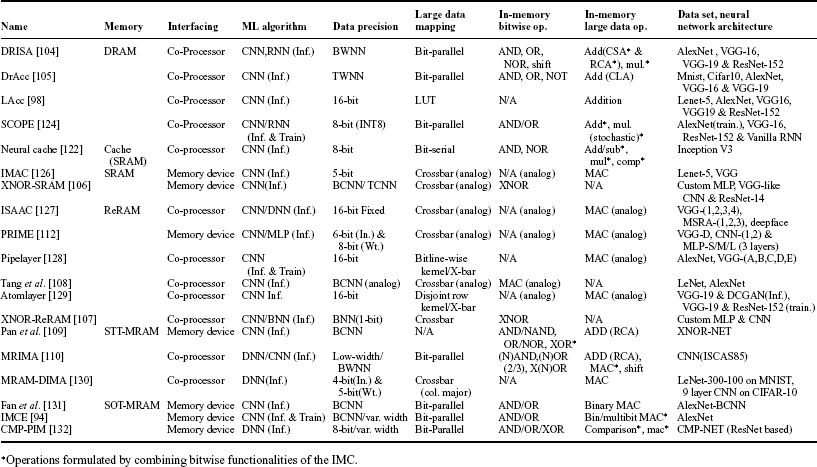 Name Memory Interfacing ML algorithm Data precision Large data mapping In-memory bitwise op. In-memory large data op. Data set, neural network architecture
DRISA [104] DRAM Co-Processor CNN,RNN (Inf.) BWNN Bit-parallel AND, OR, Add(CSA* & AlexNet , VGG-16,
NOR, shift RCA*), mul.* VGG-19 & ResNet-152
DrAcc [105] Co-Processor CNN (Inf.) TWNN Bit-parallel AND, OR, NOT Add (CLA) Mnist, Cifar10, AlexNet,
VGG-16 & VGG-19
LAcc [98] Co-Processor CNN (Inf.) 16-bit LUT N/A Addition Lenet-5, AlexNet, VGG16,
VGG19 & ResNet-152
SCOPE [124] Co-processor CNN/RNN 8-bit (INT8) Bit-parallel AND/OR Add*, mul. AlexNet(train.), VGG-16,
(Inf. & Train) (stochastic)* ResNet-152 & Vanilla RNN
Neural cache [122] Cache Co-processor CNN (Inf.) 8-bit Bit-serial AND, NOR Add/sub*, Inception V3
(SRAM) mul*, comp*
IMAC [126] SRAM Memory device CNN (Inf.) 5-bit Crossbar (analog) N/A (analog) MAC Lenet-5, VGG
XNOR-SRAM [106] Memory device CNN(Inf.) BCNN/ TCNN Crossbar (analog) XNOR N/A Custom MLP, VGG-like
CNN & ResNet-14
ISAAC [127] ReRAM Co-processor CNN/DNN (Inf.) 16-bit Fixed Crossbar (analog) N/A (analog) MAC (analog) VGG-(1,2,3,4),
MSRA-(1,2,3), deepface
PRIME [112] Memory device CNN/MLP (Inf.) 6-bit (In.) & Crossbar (analog) N/A (analog) MAC (analog) VGG-D, CNN-(1,2) &
8-bit (Wt.) MLP-S/M/L (3 layers)
Pipelayer [128] Co-processor CNN 16-bit Bitline-wise N/A (analog) MAC (analog) AlexNet, VGG-(A,B,C,D,E)
(Inf. & Train) kernel/X-bar
Tang et al. [108] Co-processor CNN (Inf.) BCNN (analog) Crossbar (analog) MAC (analog) N/A LeNet, AlexNet
Atomlayer [129] Co-processor CNN Inf. 16-bit Disjoint row N/A (analog) MAC (analog) VGG-19 & DCGAN(Inf.),
kernel/X-bar VGG-19 & ResNet-152 (train.)
XNOR-ReRAM [107] Co-processor CNN/BNN (Inf.) BNN(1-bit) Crossbar XNOR N/A Custom MLP & CNN
Pan et al. [109] STT-MRAM Memory device CNN (Inf.) BCNN N/A AND/NAND, ADD (RCA) XNOR-NET
OR/NOR, XOR*
MRIMA [110] Co-processor DNN/CNN (Inf.) Low-width/ Bit-parallel (N)AND,(N)OR ADD (RCA), CNN(ISCAS85)
BWNN (2/3), X(N)OR MAC*, shift
MRAM-DIMA [130] Co-processor DNN(Inf.) 4-bit(In.) & Crossbar N/A MAC LeNet-300-100 on MNIST,
5-bit(Wt.) (col. major) 9 layer CNN on CIFAR-10
Fan et al. [131] SOT-MRAM Memory device CNN (Inf.) BCNN Bit-Parallel AND/OR Binary MAC AlexNet-BCNN
IMCE [94] Memory device CNN (Inf. & Train) BCNN/var. width Bit-parallel AND/OR Bin/multibit MAC* AlexNet
CMP-PIM [132] Memory device DNN (Inf.) 8-bit/var. width Bit-Parallel AND/OR/XOR Comparison*, mac* CMP-NET (ResNet based)
*Operations formulated by combining bitwise functionalities of the IMC.